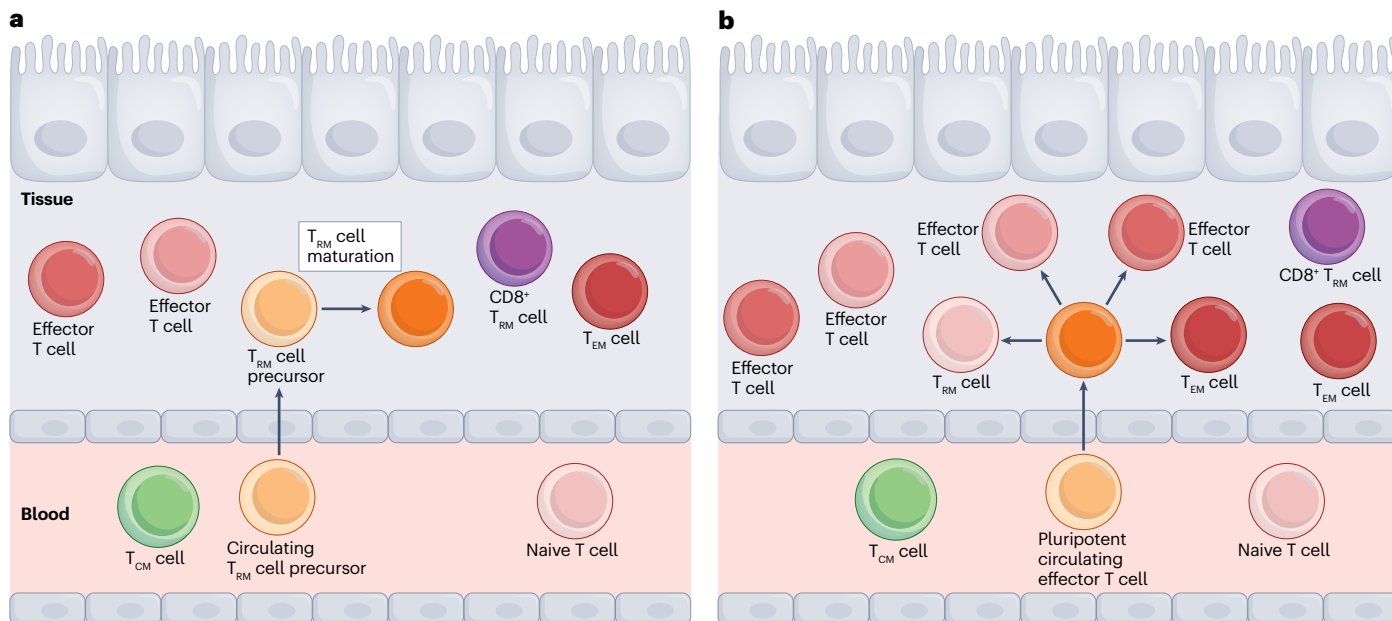 a
Tissue
Effector
T cell
Effector
T cell
TRM cell
maturation
TRM cell
precursor
CD8+
TRM cell
TEM cell
Blood
TCM cell
Circulating
TRM cell precursor
Naive T cell
b
Effector
T cell
Effector
T cell
Effector
T cell
Effector
T cell
TRM cell
TEM cell
CD8+ TRM cell
TEM cell
TCM cell
Pluripotent
circulating
effector T cell
Naive T cell